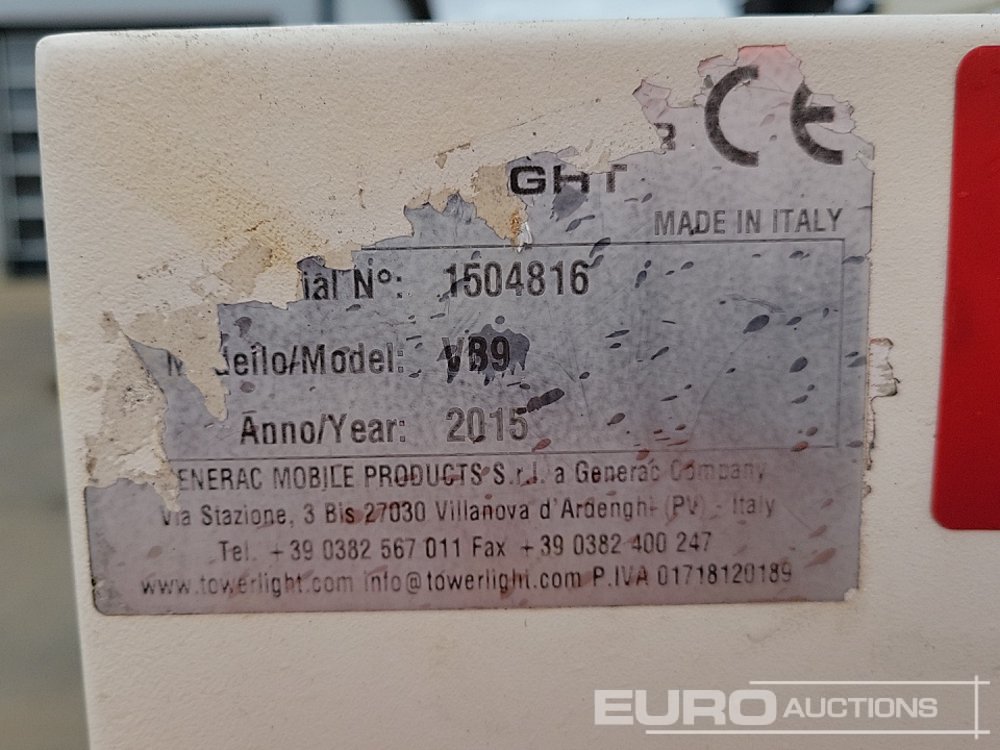 CE
GHT
MADE IN ITALY
ial N°: 1504816
Modello/Model: VB9
Anno/Year: 2015
ENERAC MOBILE PRODUCTS S.r.l. a Generac Company
Via Stazione, 3 Bis 27030 Villanova d'Ardenghi (PV) - Italy
Tel. +39 0382 567 011 Fax +39 0382 400 247
www.towerlight.com info@towerlight.com P.IVA 01718120189
EURO AUCTIONS